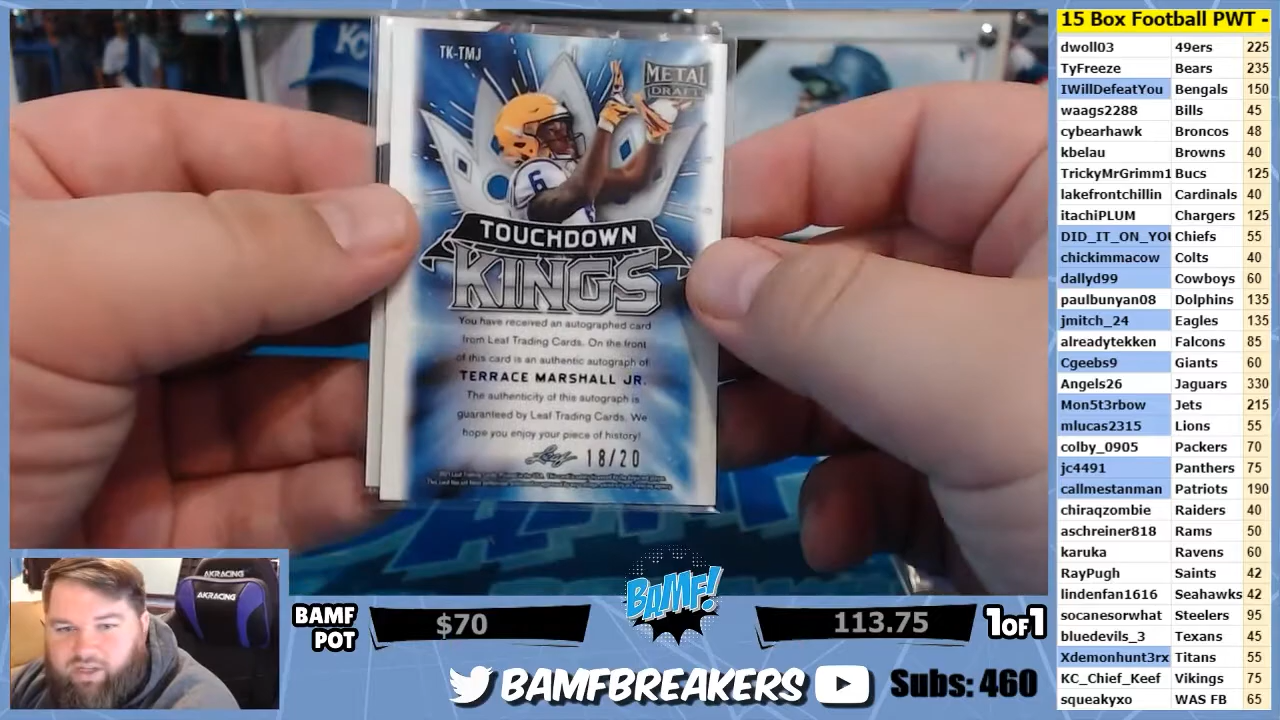 TK-TMJ
METAL
DRAFT
KC
6
TOUCHDOWN
KINGS
You have received an autographed card
from Leaf Trading Cards. On the front
of this card is an authentic autograph of
TERRACE MARSHALL JR.
The authenticity of this autograph is
guaranteed by Leaf Trading Cards. We
hope you enjoy your piece of history!
Leaf 18/20
15 Box Football PWT -
dwoll03 49ers 225
TyFreeze Bears 235
IWillDefeatYou Bengals 150
waags2288 Bills 45
cybearhawk Broncos 48
kbelau Browns 40
TrickyMrGrimm1 Bucs 125
lakefrontchillin Cardinals 40
itachiPLUM Chargers 125
DID_IT_ON_YOU Chiefs 55
chickimmacow Colts 40
dallyd99 Cowboys 60
paulbunyan08 Dolphins 135
jmitch_24 Eagles 135
alreadytekken Falcons 85
Cgeebs9 Giants 60
Angels26 Jaguars 330
Mon5t3rbow Jets 215
mlucas2315 Lions 55
colby_0905 Packers 70
jc4491 Panthers 75
callmestanman Patriots 190
chiraqzombie Raiders 40
aschreiner818 Rams 50
karuka Ravens 60
RayPugh Saints 42
lindenfan1616 Seahawks 42
socanesorwhat Steelers 95
bluedevils_3 Texans 45
Xdemonhunt3rx Titans 55
KC_Chief_Keef Vikings 75
squeakyxo WAS FB 65
AKRACING
AKRACING
BAMF
POT
$70
BAMF!
113.75
1OF1
BAMFBREAKERS
Subs: 460